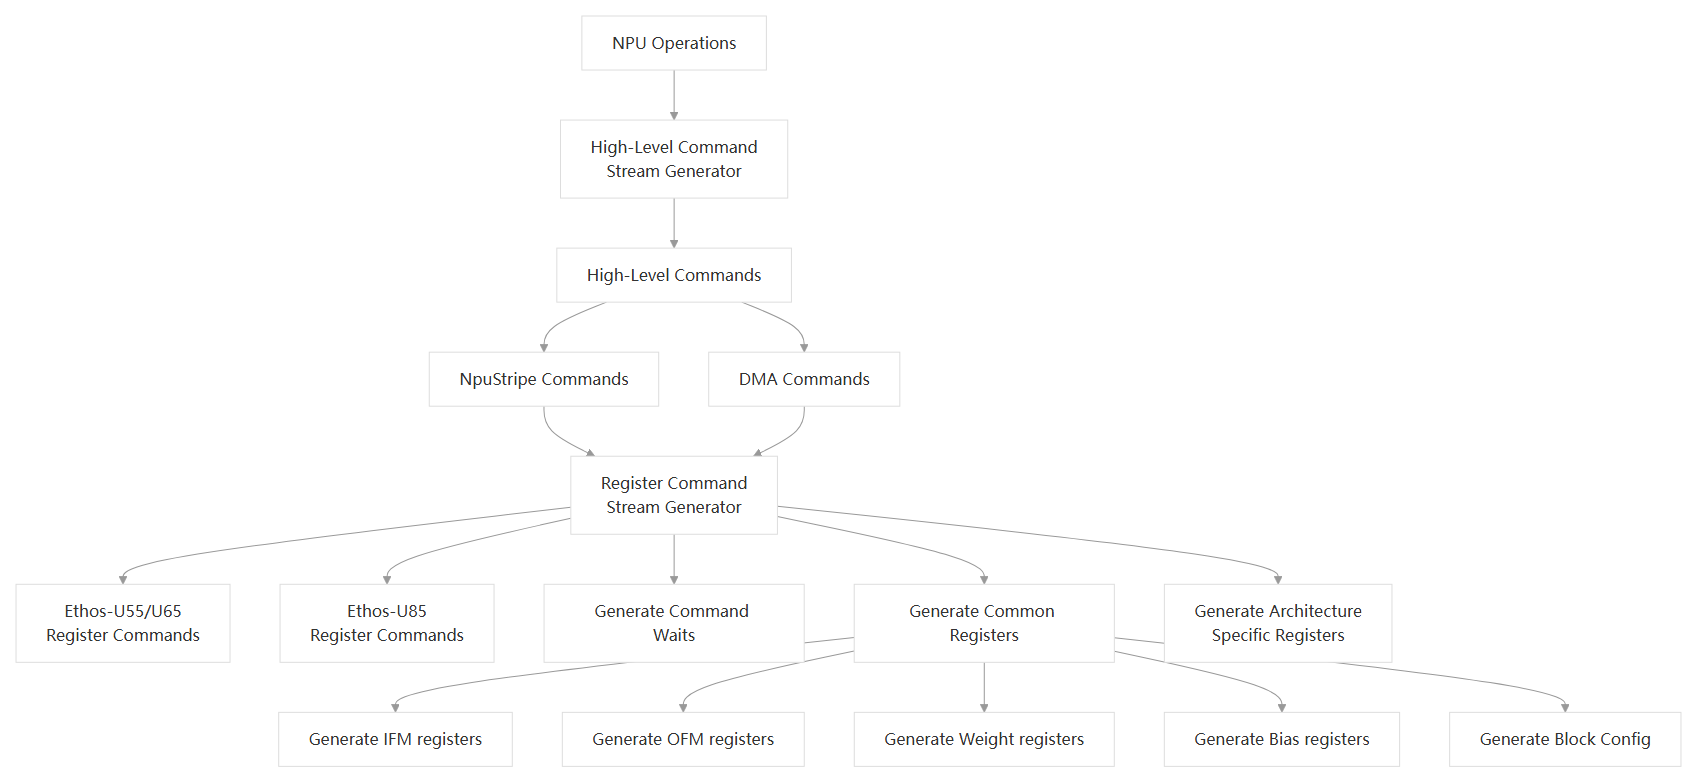 NPU Operations
High-Level Command
Stream Generator
High-Level Commands
NpuStripe Commands
DMA Commands
Register Command
Stream Generator
Ethos-U55/U65
Register Commands
Ethos-U85
Register Commands
Generate Command
Waits
Generate Common
Registers
Generate Architecture
Specific Registers
Generate IFM registers
Generate OFM registers
Generate Weight registers
Generate Bias registers
Generate Block Config